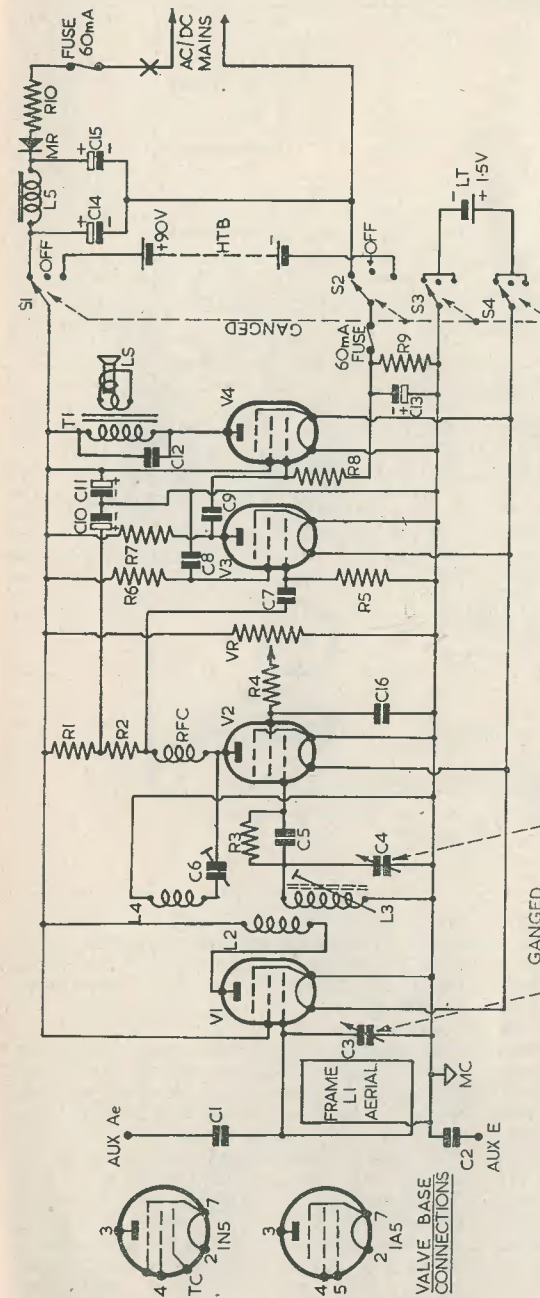 AUX Ae
C1
FRAME
L1
AERIAL
C2
AUX E
MC
VALVE BASE
CONNECTIONS
3
4
TC
2
7
1N5
3
4
5
2
7
1A5
V1
C3
GANGED
L2
L4
L3
C6
R3
C5
C4
R1
R2
RFC
V2
R4
C16
VR
R6
R7
C8
V3
C7
R5
C10
C11
+
+
C9
T1
C12
LS
V4
R8
GANGED
S1
OFF
L5
MR
R10
FUSE
60mA
+
C14
-
+
C15
-
AC/DC
MAINS
+90V
HTB
-
S2
OFF
60mA
FUSE
R9
-
+
C13
S3
S4
-
LT
+
1·5V